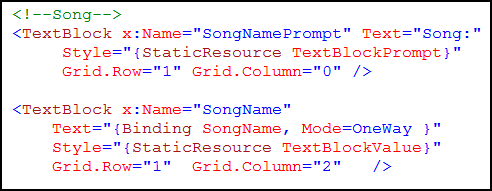 <!--Song-->
<TextBlock x:Name="SongNamePrompt" Text="Song:"
Style="{StaticResource TextBlockPrompt}"
Grid.Row="1" Grid.Column="0" />
<TextBlock x:Name="SongName"
Text="{Binding SongName, Mode=OneWay }"
Style="{StaticResource TextBlockValue}"
Grid.Row="1"  Grid.Column="2"   />